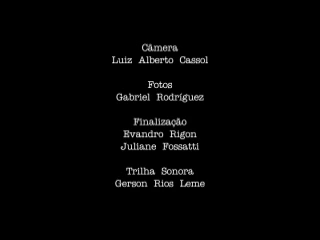 Câmera
Luiz Alberto Cassol
Fotos
Gabriel Rodríguez
Finalização
Evandro Rigon
Juliane Fossatti
Trilha Sonora
Gerson Rios Leme